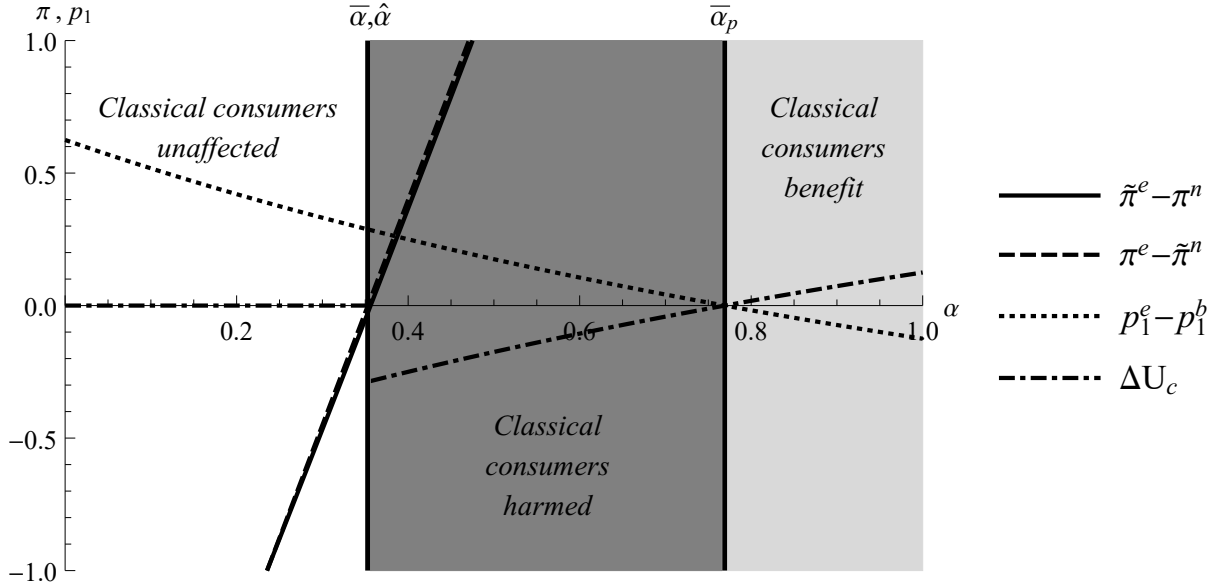 π , p₁
ᾱ,α̂
ᾱₚ
1.0
0.5
0.0
−0.5
−1.0
Classical consumers
unaffected
Classical
consumers
benefit
Classical
consumers
harmed
0.2
0.4
0.6
0.8
1.0
α
π̃ᵉ−πⁿ
πᵉ−π̃ⁿ
p₁ᵉ−p₁ᵇ
ΔU_c